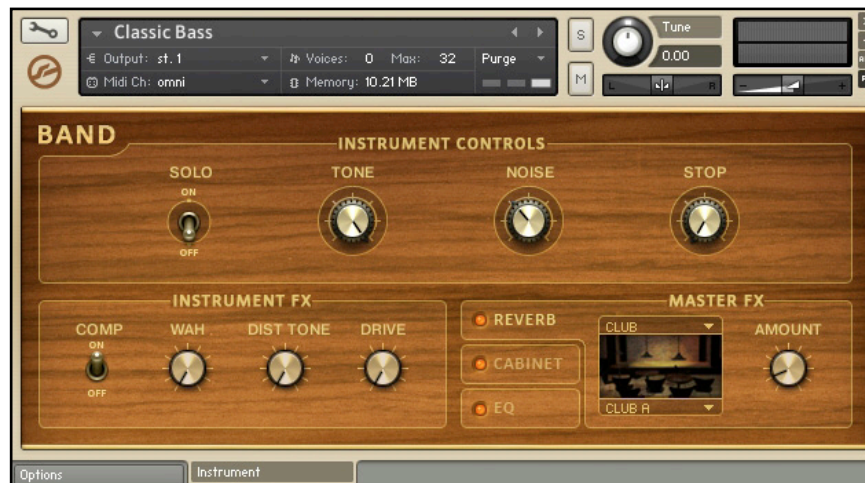 Classic Bass
Output: st. 1
Voices: 0 Max: 32
Purge
Midi Ch: omni
Memory: 10.21 MB
S
M
Tune
0.00
L R
- +
BAND
INSTRUMENT CONTROLS
SOLO
TONE
NOISE
STOP
ON
OFF
INSTRUMENT FX
COMP
WAH
DIST TONE
DRIVE
ON
OFF
MASTER FX
REVERB
CABINET
EQ
CLUB
CLUB A
AMOUNT
Options
Instrument